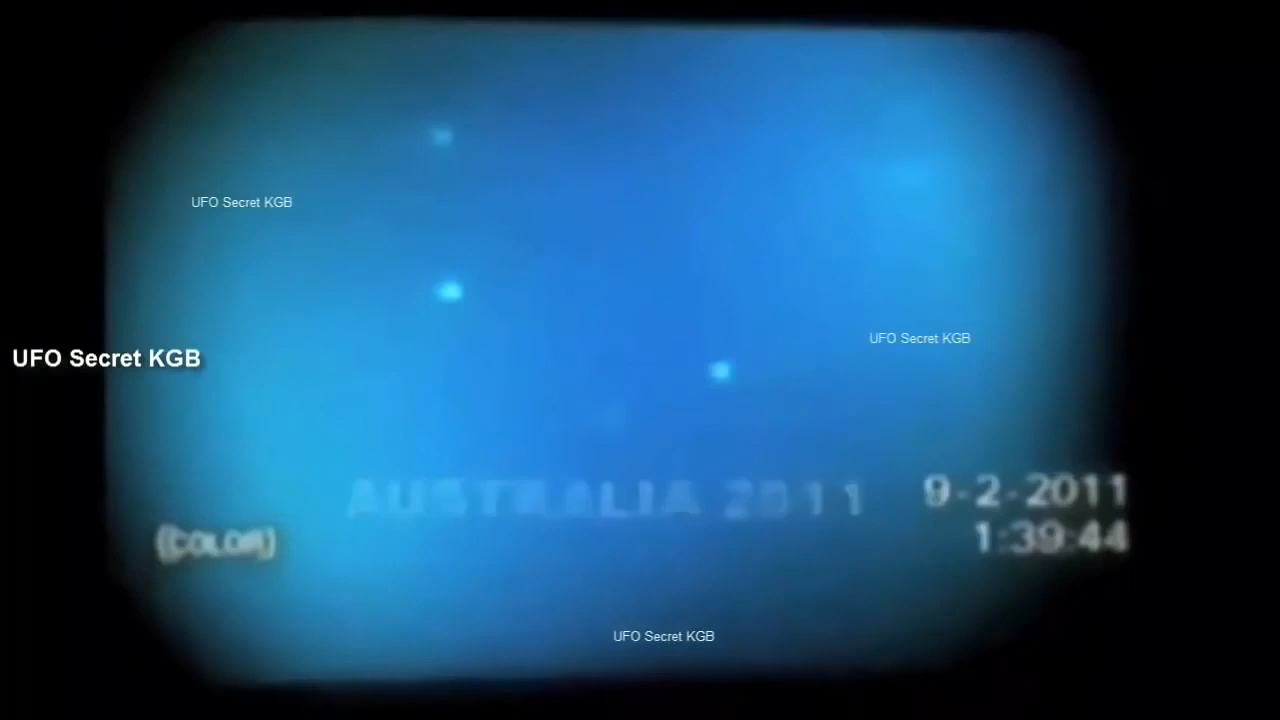 UFO Secret KGB
UFO Secret KGB
UFO Secret KGB
AUSTRALIA 2011
9-2-2011
1:39:44
((COLOR))
UFO Secret KGB